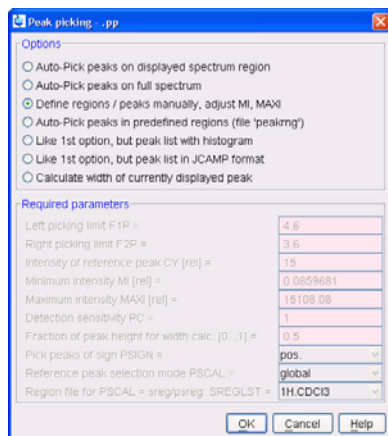 Peak picking - .pp
Options
Auto-Pick peaks on displayed spectrum region
Auto-Pick peaks on full spectrum
Define regions / peaks manually, adjust MI, MAXI
Auto-Pick peaks in predefined regions (file 'peakrng')
Like 1st option, but peak list with histogram
Like 1st option, but peak list in JCAMP format
Calculate width of currently displayed peak
Required parameters
Left picking limit F1P = 4.6
Right picking limit F2P = 3.6
Intensity of reference peak CY [rel] = 15
Minimum intensity MI [rel] = 0.0859681
Maximum intensity MAXI [rel] = 15108.08
Detection sensitivity PC = 1
Fraction of peak height for width calc. [0...1] = 0.5
Pick peaks of sign PSIGN = pos.
Reference peak selection mode PSCAL = global
Region file for PSCAL = sreg/psreg: SREGLST = 1H.CDCl3
OK Cancel Help